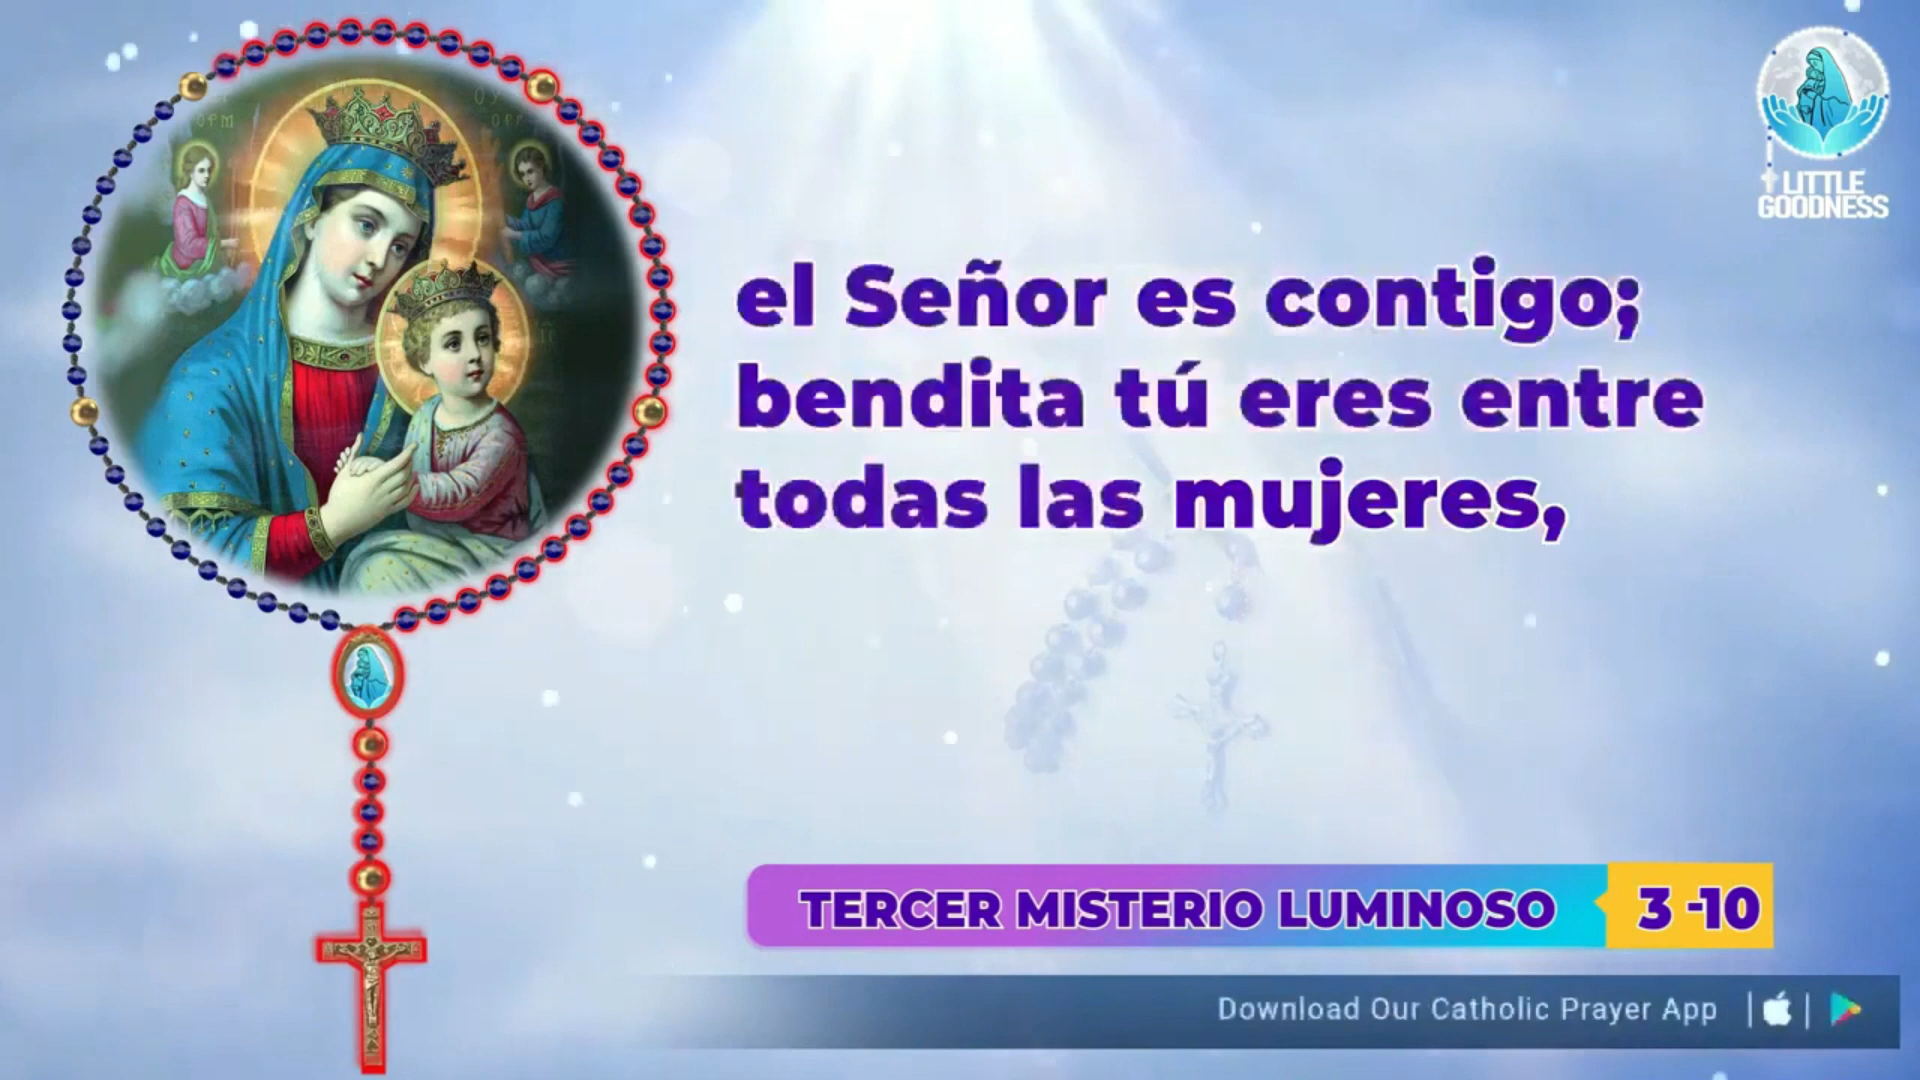 LITTLE
GOODNESS
el Señor es contigo;
bendita tú eres entre
todas las mujeres,
TERCER MISTERIO LUMINOSO
3 -10
Download Our Catholic Prayer App